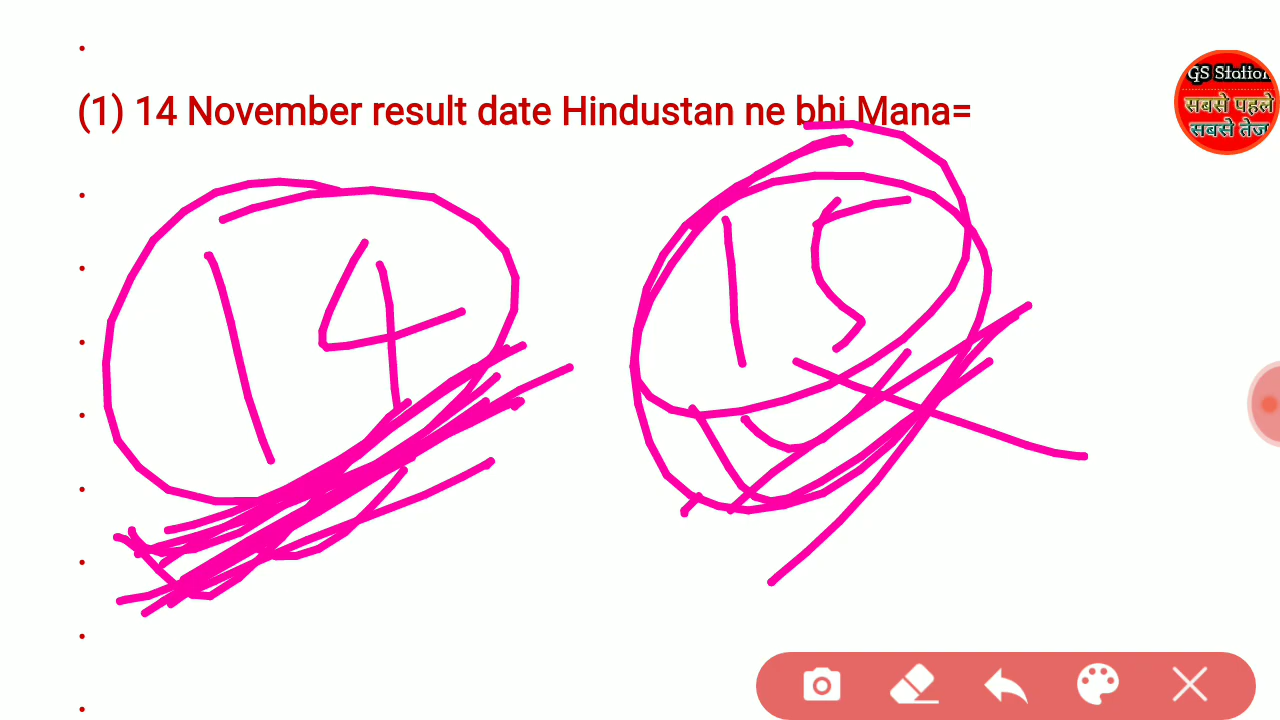 GS Station
सबसे पहले
सबसे तेज
(1) 14 November result date Hindustan ne bhi Mana=
14 15